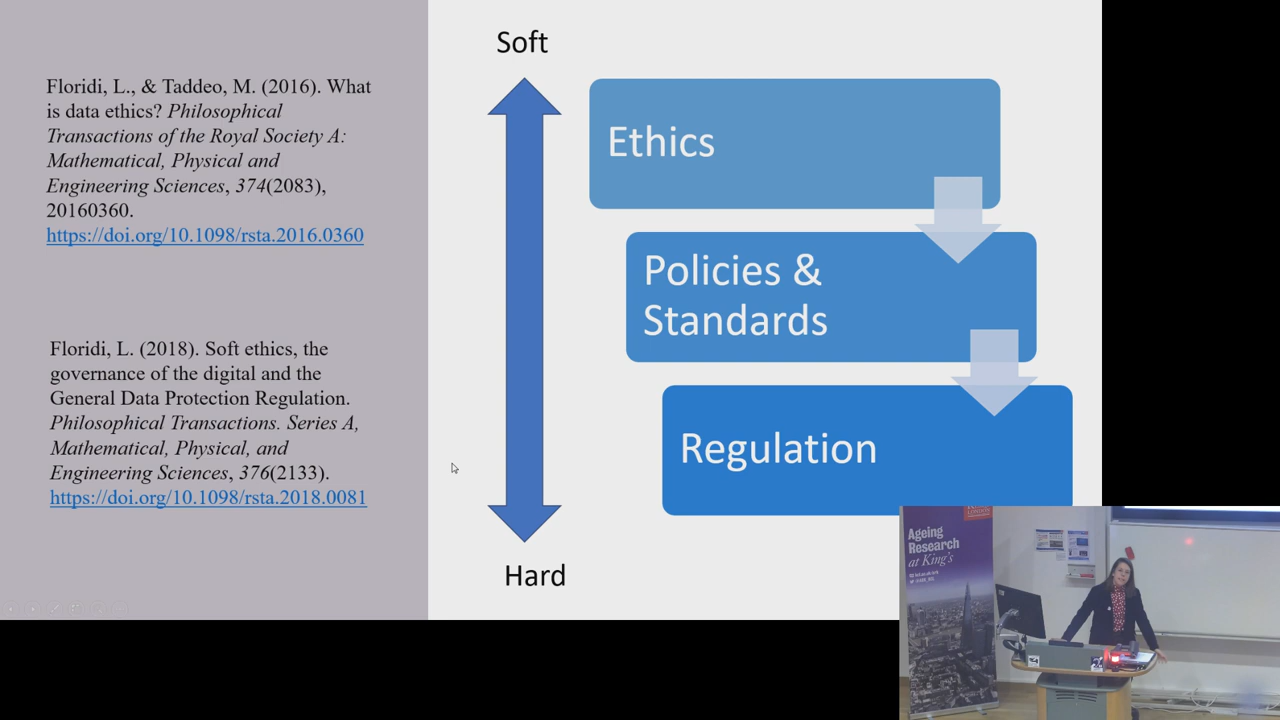 Floridi, L., & Taddeo, M. (2016). What
is data ethics? Philosophical
Transactions of the Royal Society A:
Mathematical, Physical and
Engineering Sciences, 374(2083),
20160360.
https://doi.org/10.1098/rsta.2016.0360
Floridi, L. (2018). Soft ethics, the
governance of the digital and the
General Data Protection Regulation.
Philosophical Transactions. Series A,
Mathematical, Physical, and
Engineering Sciences, 376(2133).
https://doi.org/10.1098/rsta.2018.0081
Soft
Ethics
Policies &
Standards
Regulation
Hard
Ageing
Research
at King's